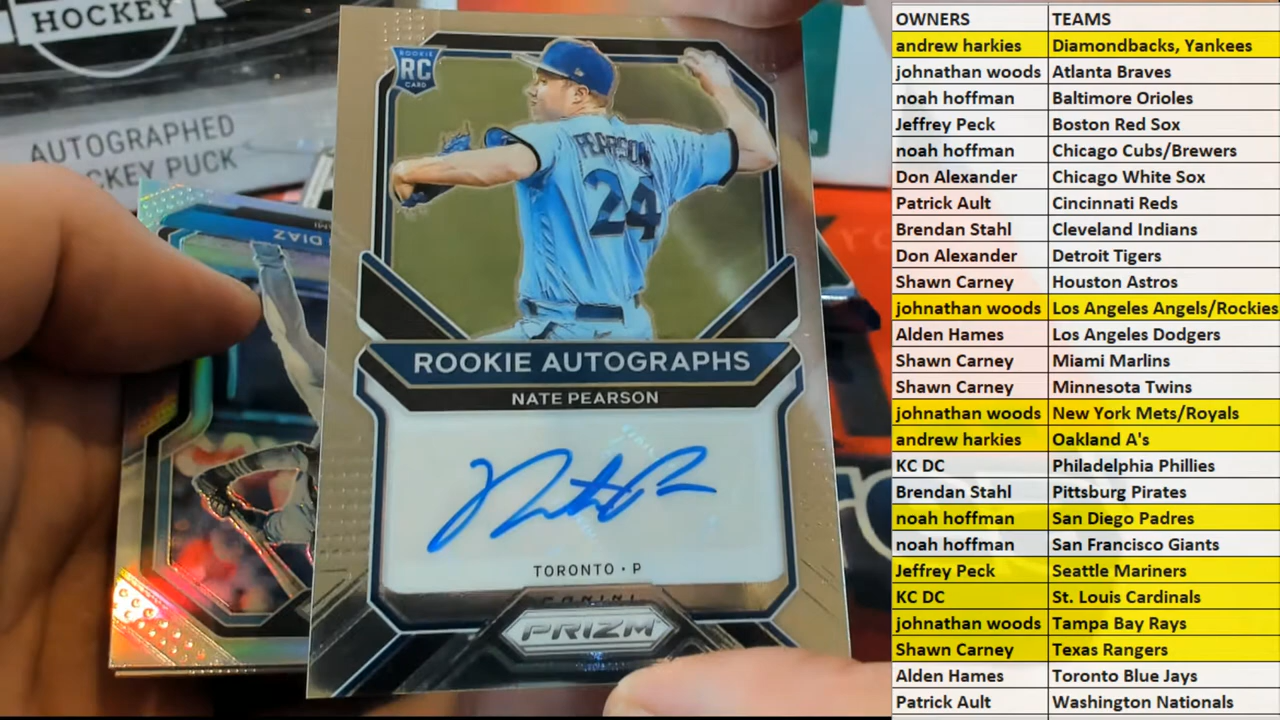 HOCKEY
AUTOGRAPHED
CKEY PUCK
DIAZ
ROOKIE
RC
CARD
PEARSON
24
ROOKIE AUTOGRAPHS
NATE PEARSON
TORONTO • P
PANINI
PRIZM
OWNERS TEAMS
andrew harkies Diamondbacks, Yankees
johnathan woods Atlanta Braves
noah hoffman Baltimore Orioles
Jeffrey Peck Boston Red Sox
noah hoffman Chicago Cubs/Brewers
Don Alexander Chicago White Sox
Patrick Ault Cincinnati Reds
Brendan Stahl Cleveland Indians
Don Alexander Detroit Tigers
Shawn Carney Houston Astros
johnathan woods Los Angeles Angels/Rockies
Alden Hames Los Angeles Dodgers
Shawn Carney Miami Marlins
Shawn Carney Minnesota Twins
johnathan woods New York Mets/Royals
andrew harkies Oakland A's
KC DC Philadelphia Phillies
Brendan Stahl Pittsburg Pirates
noah hoffman San Diego Padres
noah hoffman San Francisco Giants
Jeffrey Peck Seattle Mariners
KC DC St. Louis Cardinals
johnathan woods Tampa Bay Rays
Shawn Carney Texas Rangers
Alden Hames Toronto Blue Jays
Patrick Ault Washington Nationals